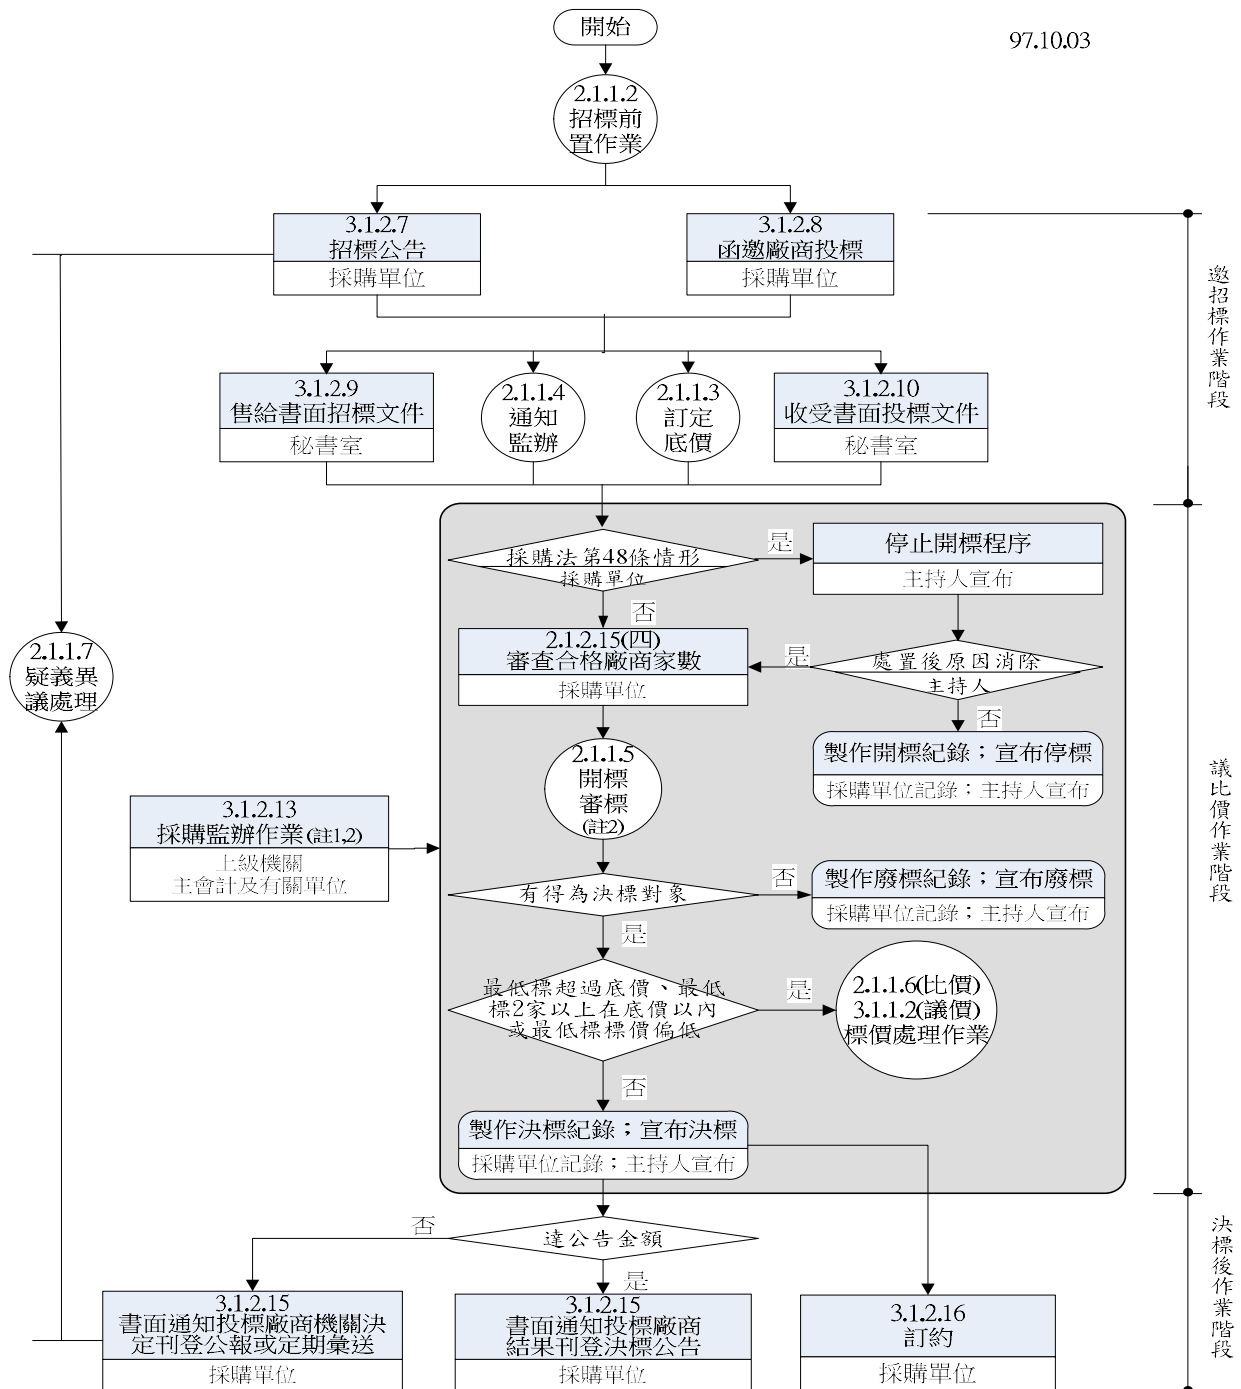 開始
97.10.03
2.1.1.2
招標前
置作業
3.1.2.7
招標公告
採購單位
3.1.2.8
函邀廠商投標
採購單位
邀招標作業階段
3.1.2.9
售給書面招標文件
秘書室
2.1.1.4
通知
監辦
2.1.1.3
訂定
底價
3.1.2.10
收受書面投標文件
秘書室
採購法第48條情形
採購單位
是
停止開標程序
主持人宣布
否
2.1.2.15(四)
審查合格廠商家數
採購單位
是
處置後原因消除
主持人
否
製作開標紀錄；宣布停標
採購單位記錄；主持人宣布
2.1.1.7
疑義異
議處理
2.1.1.5
開標
審標
(註2)
議比價作業階段
3.1.2.13
採購監辦作業(註1,2)
上級機關
主會計及有關單位
有得為決標對象
否
製作廢標紀錄；宣布廢標
採購單位記錄；主持人宣布
是
最低標超過底價、最低
標2家以上在底價以內
或最低標標價偏低
是
2.1.1.6(比價)
3.1.1.2(議價)
標價處理作業
否
製作決標紀錄；宣布決標
採購單位記錄；主持人宣布
達公告金額
否
是
決標後作業階段
3.1.2.15
書面通知投標廠商機關決
定刊登公報或定期彙送
採購單位
3.1.2.15
書面通知投標廠商
結果刊登決標公告
採購單位
3.1.2.16
訂約
採購單位